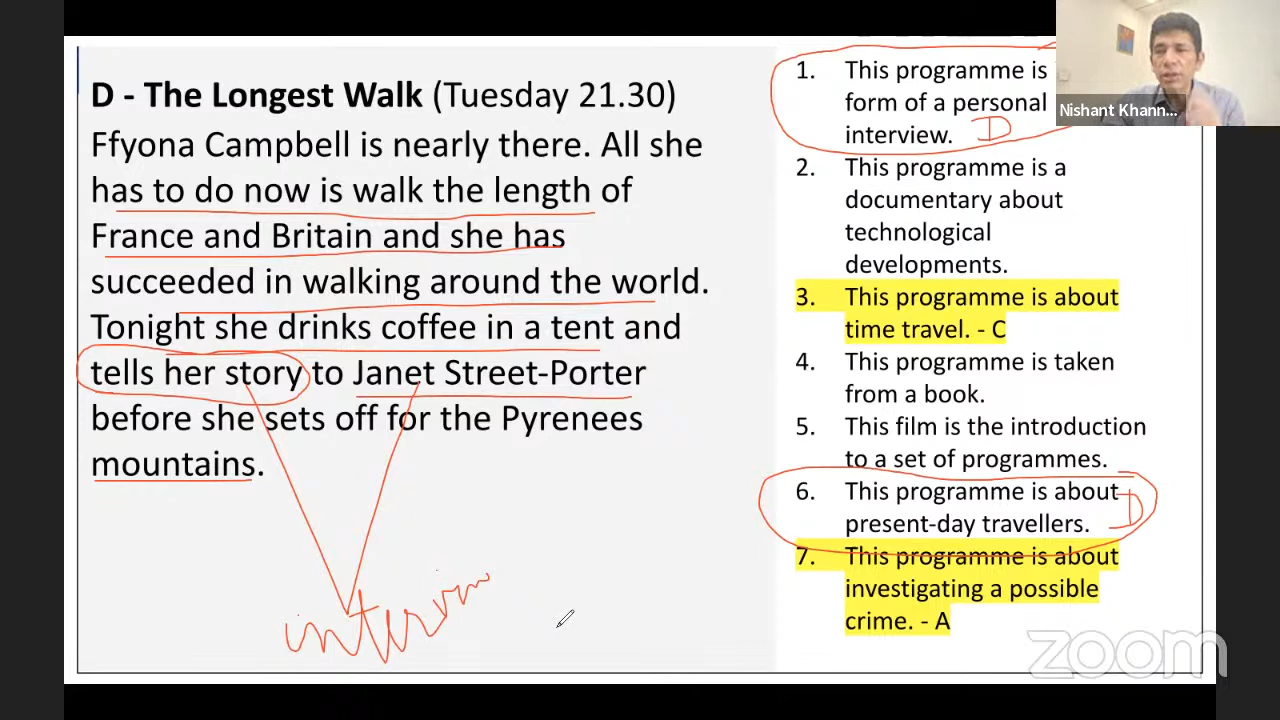 D - The Longest Walk (Tuesday 21.30)
Ffyona Campbell is nearly there. All she
has to do now is walk the length of
France and Britain and she has
succeeded in walking around the world.
Tonight she drinks coffee in a tent and
tells her story to Janet Street-Porter
before she sets off for the Pyrenees
mountains.
interview
1. This programme is
form of a personal
interview. D
2. This programme is a
documentary about
technological
developments.
3. This programme is about
time travel. - C
4. This programme is taken
from a book.
5. This film is the introduction
to a set of programmes.
6. This programme is about
present-day travellers. D
7. This programme is about
investigating a possible
crime. - A
Nishant Khann...
zoom